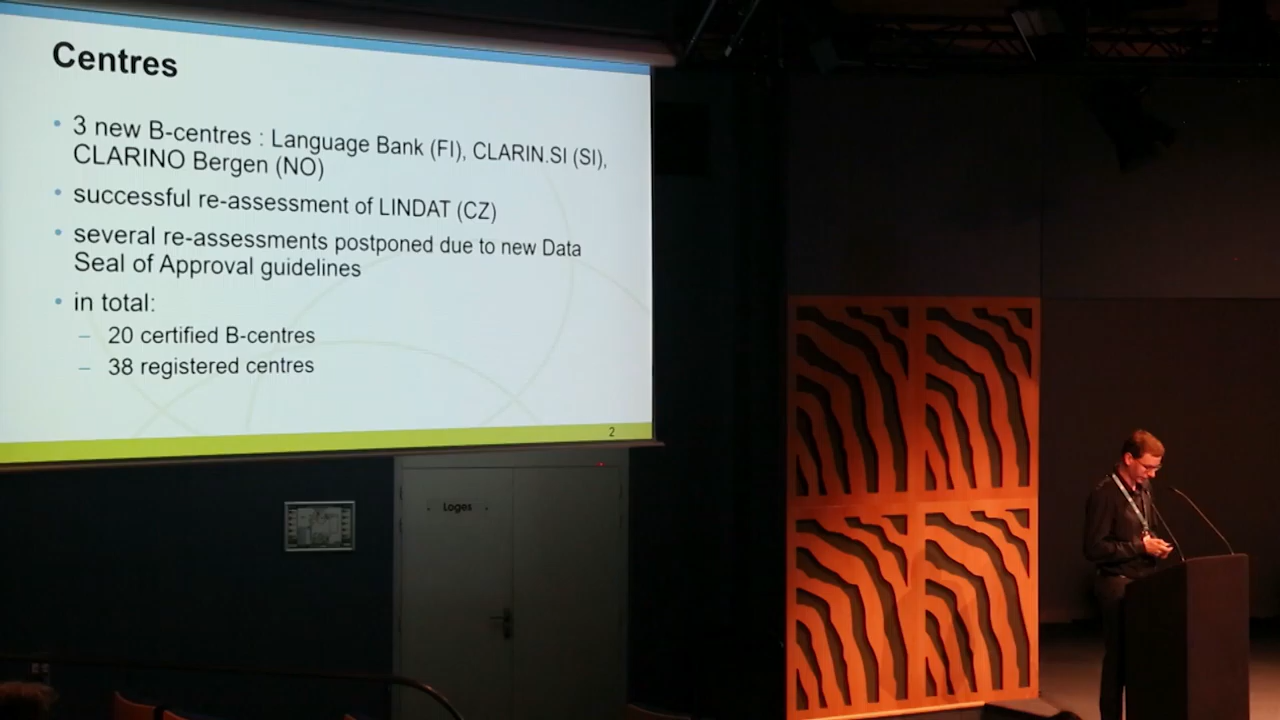 Centres
• 3 new B-centres : Language Bank (FI), CLARIN.SI (SI),
CLARINO Bergen (NO)
• successful re-assessment of LINDAT (CZ)
• several re-assessments postponed due to new Data
Seal of Approval guidelines
• in total:
– 20 certified B-centres
– 38 registered centres
2
Loges